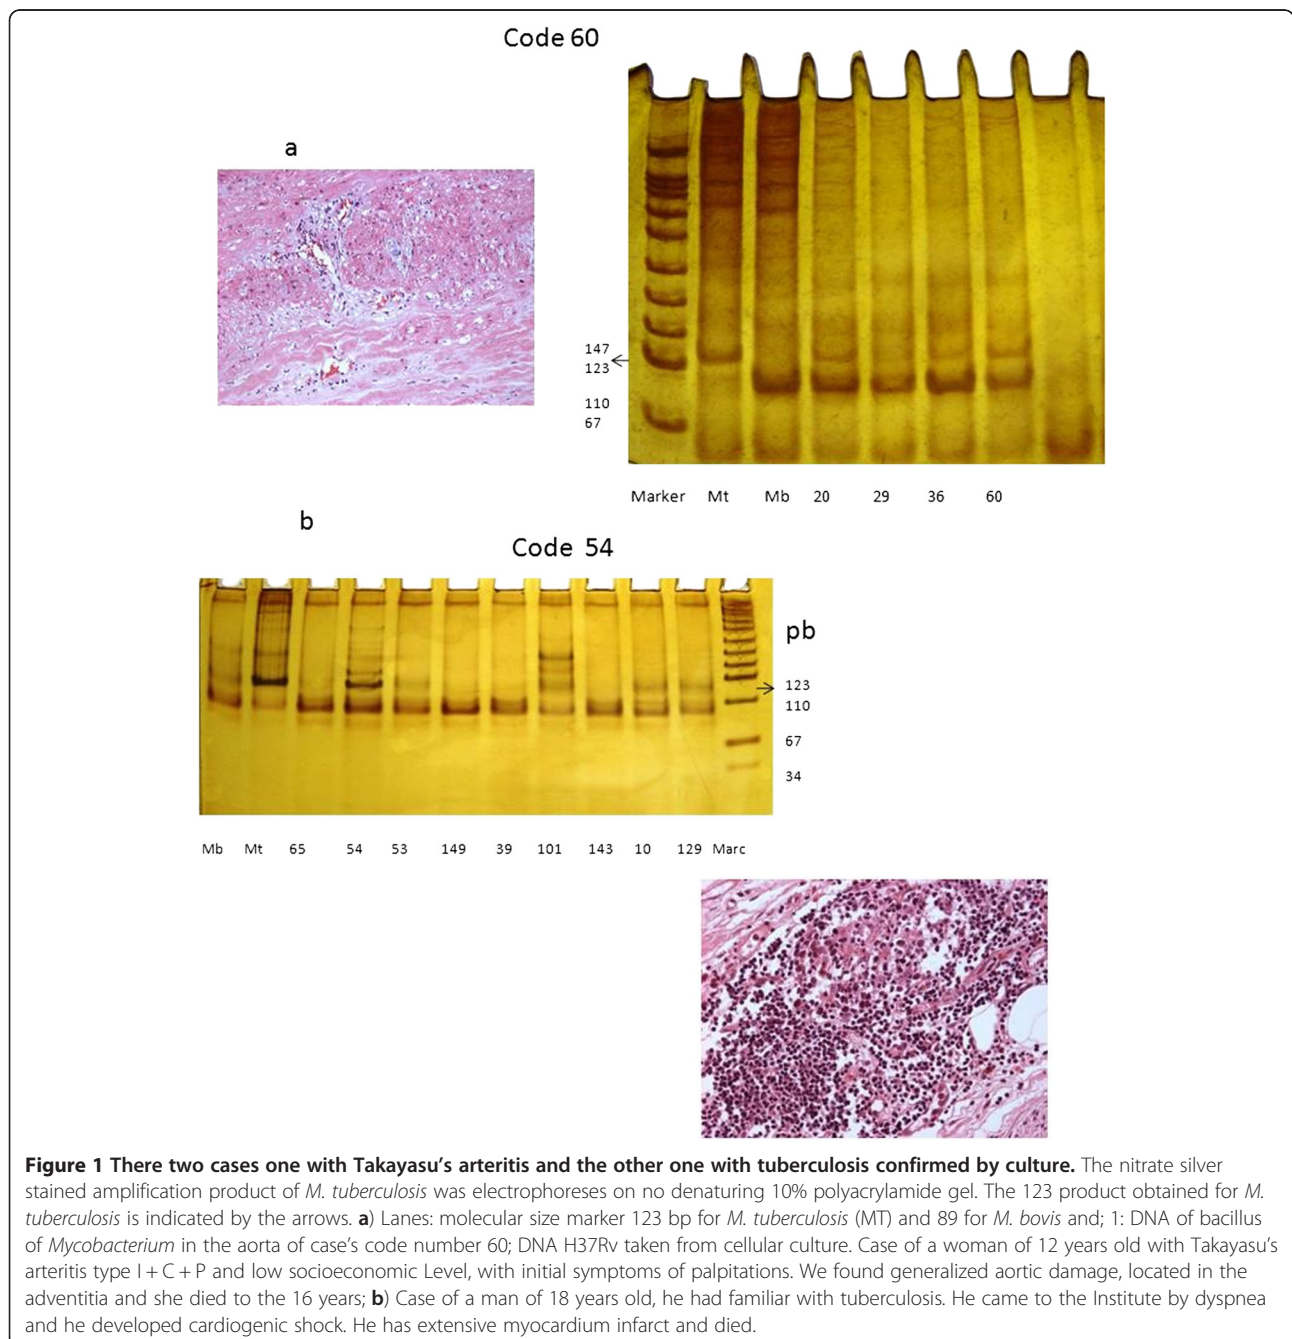 Code 60
a
147
123
110
67
Marker Mt Mb 20 29 36 60
b
Code 54
pb
123
110
67
34
Mb Mt 65 54 53 149 39 101 143 10 129 Marc
Figure 1 There two cases one with Takayasu's arteritis and the other one with tuberculosis confirmed by culture. The nitrate silver
stained amplification product of M. tuberculosis was electrophoreses on no denaturing 10% polyacrylamide gel. The 123 product obtained for M.
tuberculosis is indicated by the arrows. a) Lanes: molecular size marker 123 bp for M. tuberculosis (MT) and 89 for M. bovis and; 1: DNA of bacillus
of Mycobacterium in the aorta of case's code number 60; DNA H37Rv taken from cellular culture. Case of a woman of 12 years old with Takayasu's
arteritis type I + C + P and low socioeconomic Level, with initial symptoms of palpitations. We found generalized aortic damage, located in the
adventitia and she died to the 16 years; b) Case of a man of 18 years old, he had familiar with tuberculosis. He came to the Institute by dyspnea
and he developed cardiogenic shock. He has extensive myocardium infarct and died.